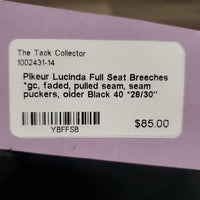 The Tack Collector
1002431-14
Pikeur Lucinda Full Seat Breeches
*gc, faded, pulled seam, seam
puckers, older Black 40 *28/30"
YBFFSB
$85.00